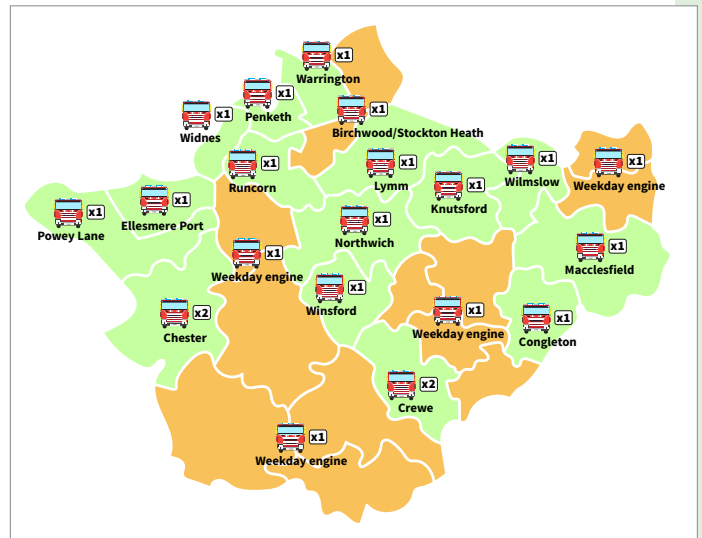 x1
Warrington
x1
Penketh
x1
Widnes
x1
Birchwood/Stockton Heath
x1
Runcorn
x1
Lymm
x1
Knutsford
x1
Wilmslow
x1
Weekday engine
x1
Powey Lane
x1
Ellesmere Port
x1
Northwich
x1
Macclesfield
x1
Weekday engine
x1
Winsford
x2
Chester
x1
Weekday engine
x1
Congleton
x2
Crewe
x1
Weekday engine